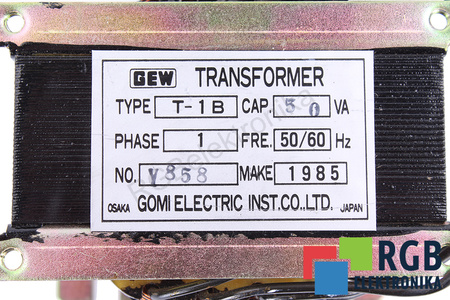 GEW TRANSFORMER
TYPE T-1B CAP. 50 VA
PHASE 1 FRE. 50/60 Hz
NO. Y858 MAKE 1985
OSAKA GOMI ELECTRIC INST.CO.,LTD. JAPAN
RGB
ELEKTRONIKA